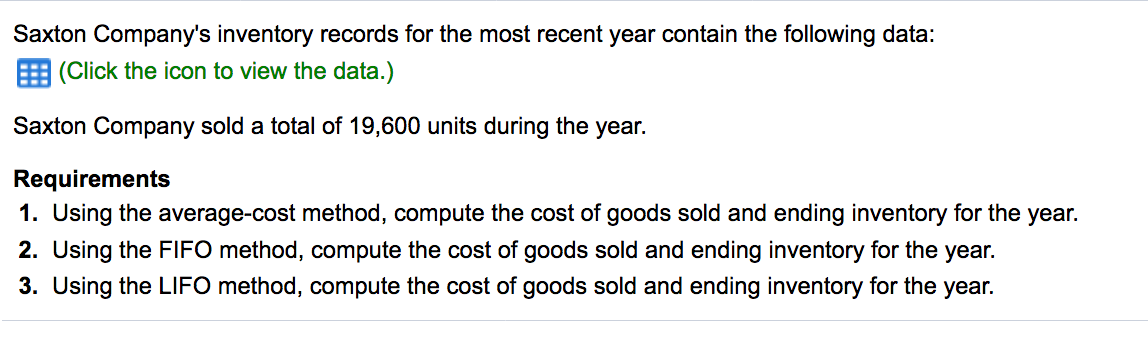 Saxton Company's inventory records for the most recent year contain the following data:
(Click the icon to view the data.)
Saxton Company sold a total of 19,600 units during the year.
Requirements
1. Using the average-cost method, compute the cost of goods sold and ending inventory for the year.
2. Using the FIFO method, compute the cost of goods sold and ending inventory for the year.
3. Using the LIFO method, compute the cost of goods sold and ending inventory for the year.